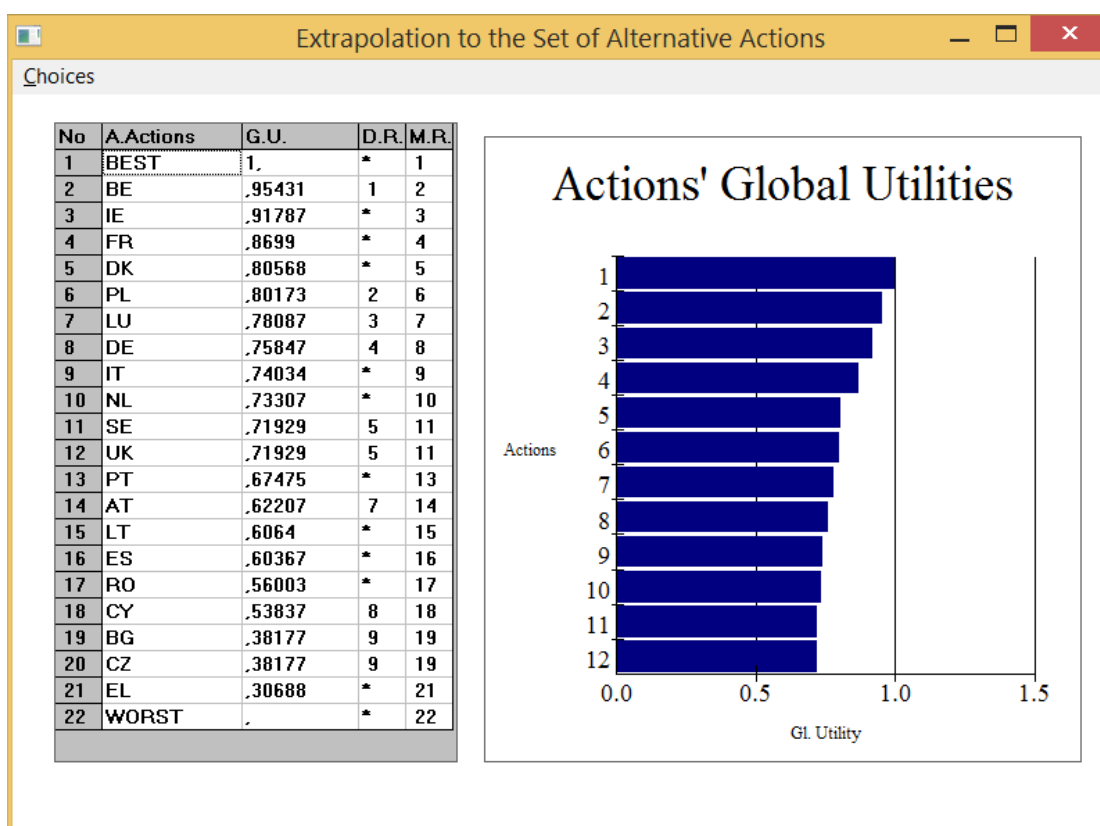 Extrapolation to the Set of Alternative Actions
Choices
No A.Actions G.U. D.R. M.R.
1 BEST 1, * 1
2 BE ,95431 1 2
3 IE ,91787 * 3
4 FR ,8699 * 4
5 DK ,80568 * 5
6 PL ,80173 2 6
7 LU ,78087 3 7
8 DE ,75847 4 8
9 IT ,74034 * 9
10 NL ,73307 * 10
11 SE ,71929 5 11
12 UK ,71929 5 11
13 PT ,67475 * 13
14 AT ,62207 7 14
15 LT ,6064 * 15
16 ES ,60367 * 16
17 RO ,56003 * 17
18 CY ,53837 8 18
19 BG ,38177 9 19
20 CZ ,38177 9 19
21 EL ,30688 * 21
22 WORST , * 22
Actions' Global Utilities
1
2
3
4
5
Actions 6
7
8
9
10
11
12
0.0 0.5 1.0 1.5
Gl. Utility